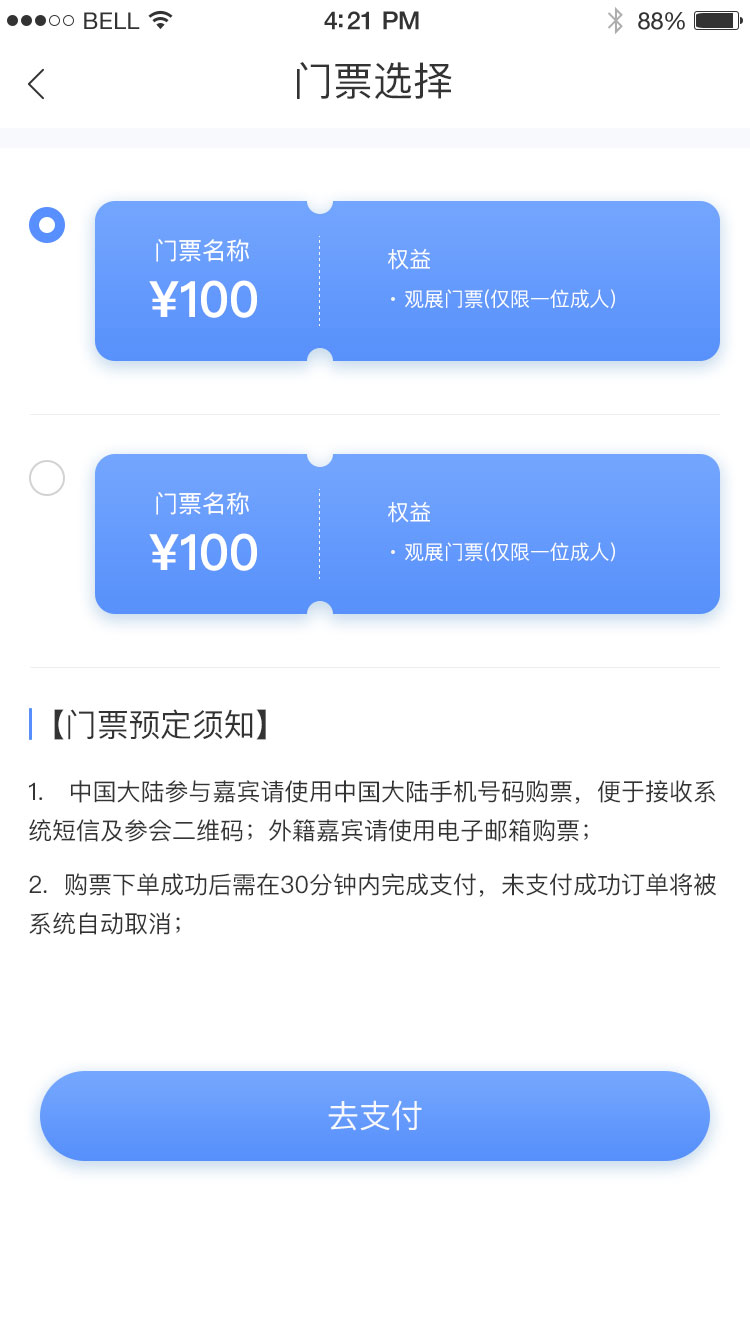 BELL 4:21 PM 88%
门票选择
门票名称
¥100
权益
· 观展门票(仅限一位成人)
门票名称
¥100
权益
· 观展门票(仅限一位成人)
【门票预定须知】
1. 中国大陆参与嘉宾请使用中国大陆手机号码购票，便于接收系
统短信及参会二维码；外籍嘉宾请使用电子邮箱购票；
2. 购票下单成功后需在30分钟内完成支付，未支付成功订单将被
系统自动取消；
去支付